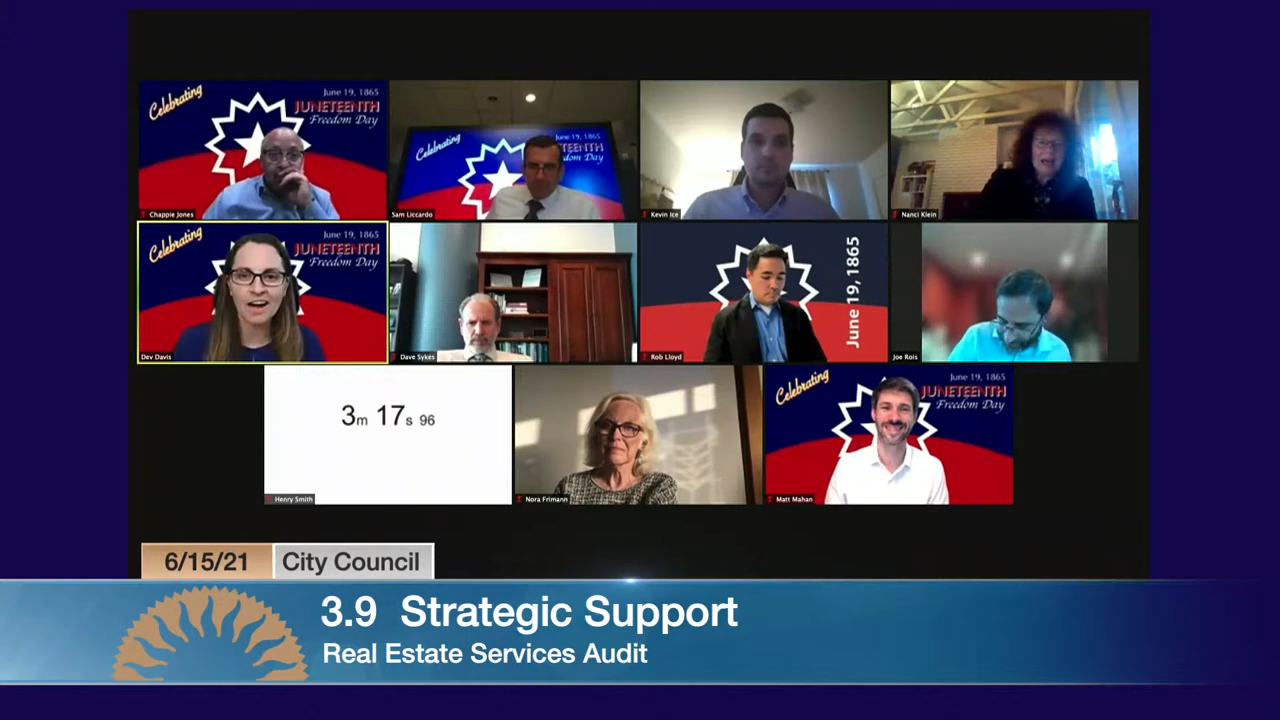 Celebrating
June 19, 1865
JUNETEENTH
Freedom Day
Chappie Jones
Celebrating
June 19, 1865
Sam Liccardo
Kevin Ice
Nanci Klein
Celebrating
June 19, 1865
JUNETEENTH
Freedom Day
Dev Davis
Dave Sykes
June 19, 1865
Rob Lloyd
Joe Rois
3m 17s 96
Henry Smith
Nora Frimann
Celebrating
June 19, 1865
JUNETEENTH
Freedom Day
Matt Mahan
6/15/21 City Council
3.9 Strategic Support
Real Estate Services Audit